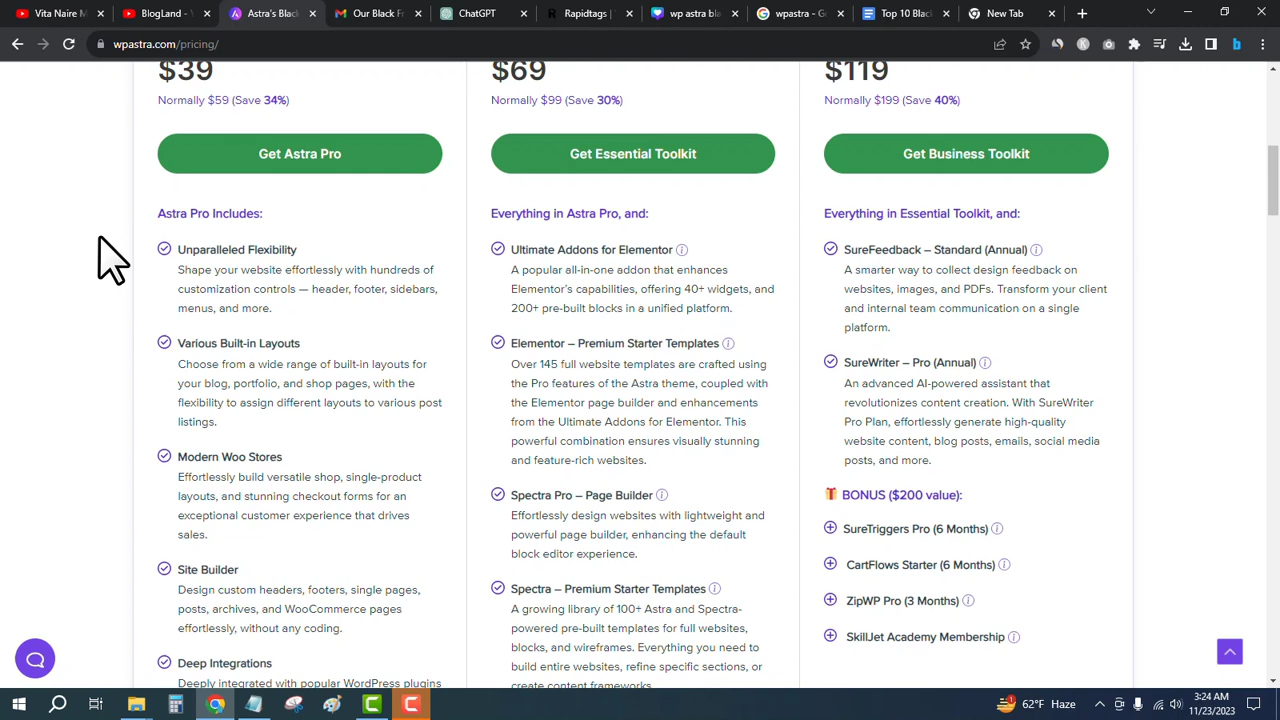 Vita Naire M
BlogLand -
Astra's Blac
Our Black Fr
ChatGPT
Rapidtags |
wp astra bl
wpastra - G
Top 10 Blac
New Tab
wpastra.com/pricing/
b
$39
Normally $59 (Save 34%)
Get Astra Pro
Astra Pro Includes:
Unparalleled Flexibility
Shape your website effortlessly with hundreds of
customization controls — header, footer, sidebars,
menus, and more.
Various Built-in Layouts
Choose from a wide range of built-in layouts for
your blog, portfolio, and shop pages, with the
flexibility to assign different layouts to various post
listings.
Modern Woo Stores
Effortlessly build versatile shop, single-product
layouts, and stunning checkout forms for an
exceptional customer experience that drives
sales.
Site Builder
Design custom headers, footers, single pages,
posts, archives, and WooCommerce pages
effortlessly, without any coding.
Deep Integrations
Deeply integrated with popular WordPress plugins
$69
Normally $99 (Save 30%)
Get Essential Toolkit
Everything in Astra Pro, and:
Ultimate Addons for Elementor
A popular all-in-one addon that enhances
Elementor's capabilities, offering 40+ widgets, and
200+ pre-built blocks in a unified platform.
Elementor – Premium Starter Templates
Over 145 full website templates are crafted using
the Pro features of the Astra theme, coupled with
the Elementor page builder and enhancements
from the Ultimate Addons for Elementor. This
powerful combination ensures visually stunning
and feature-rich websites.
Spectra Pro – Page Builder
Effortlessly design websites with lightweight and
powerful page builder, enhancing the default
block editor experience.
Spectra – Premium Starter Templates
A growing library of 100+ Astra and Spectra-
powered pre-built templates for full websites,
blocks, and wireframes. Everything you need to
build entire websites, refine specific sections, or
create content frameworks.
$119
Normally $199 (Save 40%)
Get Business Toolkit
Everything in Essential Toolkit, and:
SureFeedback – Standard (Annual)
A smarter way to collect design feedback on
websites, images, and PDFs. Transform your client
and internal team communication on a single
platform.
SureWriter – Pro (Annual)
An advanced AI-powered assistant that
revolutionizes content creation. With SureWriter
Pro Plan, effortlessly generate high-quality
website content, blog posts, emails, social media
posts, and more.
BONUS ($200 value):
SureTriggers Pro (6 Months)
CartFlows Starter (6 Months)
ZipWP Pro (3 Months)
SkillJet Academy Membership
62°F Haze
3:24 AM
11/23/2023